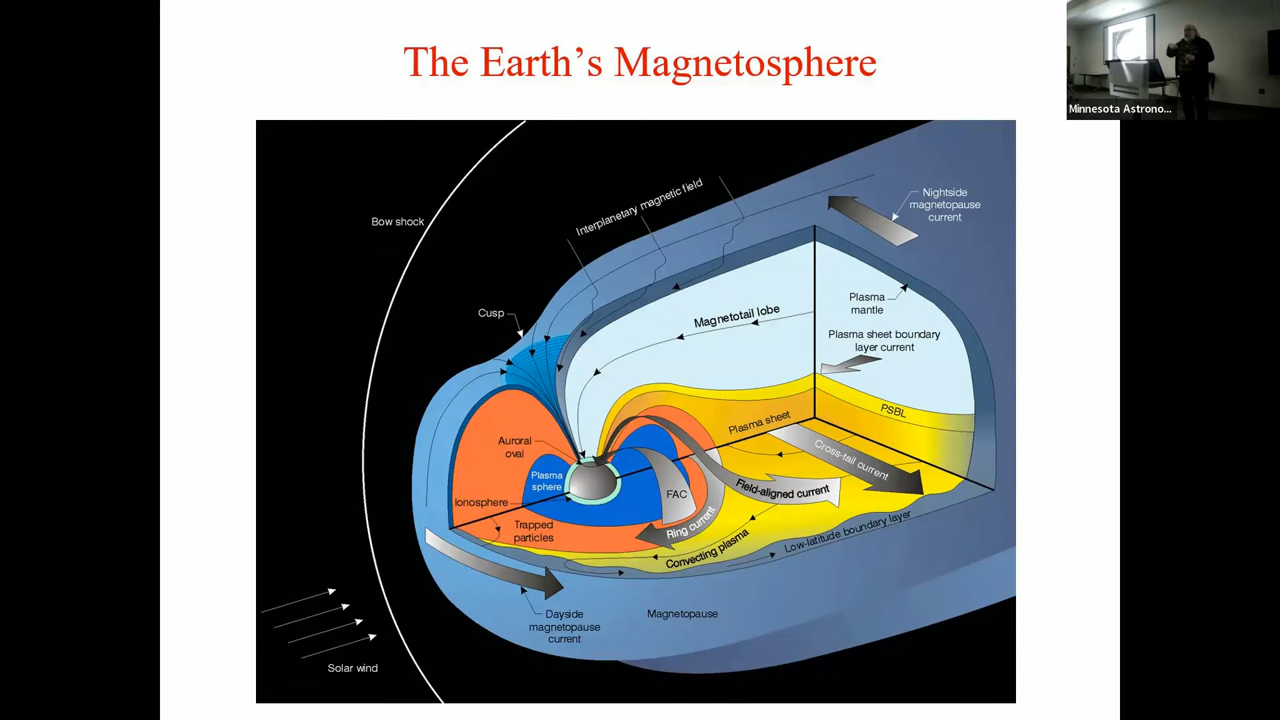 The Earth's Magnetosphere
Minnesota Astrono...
Bow shock
Interplanetary magnetic field
Nightside
magnetopause
current
Cusp
Plasma
mantle
Magnetotail lobe
Plasma sheet boundary
layer current
PSBL
Plasma sheet
Auroral
oval
Plasma
sphere
Cross-tail current
Ionosphere
FAC
Field-aligned current
Trapped
particles
Ring current
Convecting plasma
Low-latitude boundary layer
Dayside
magnetopause
current
Magnetopause
Solar wind